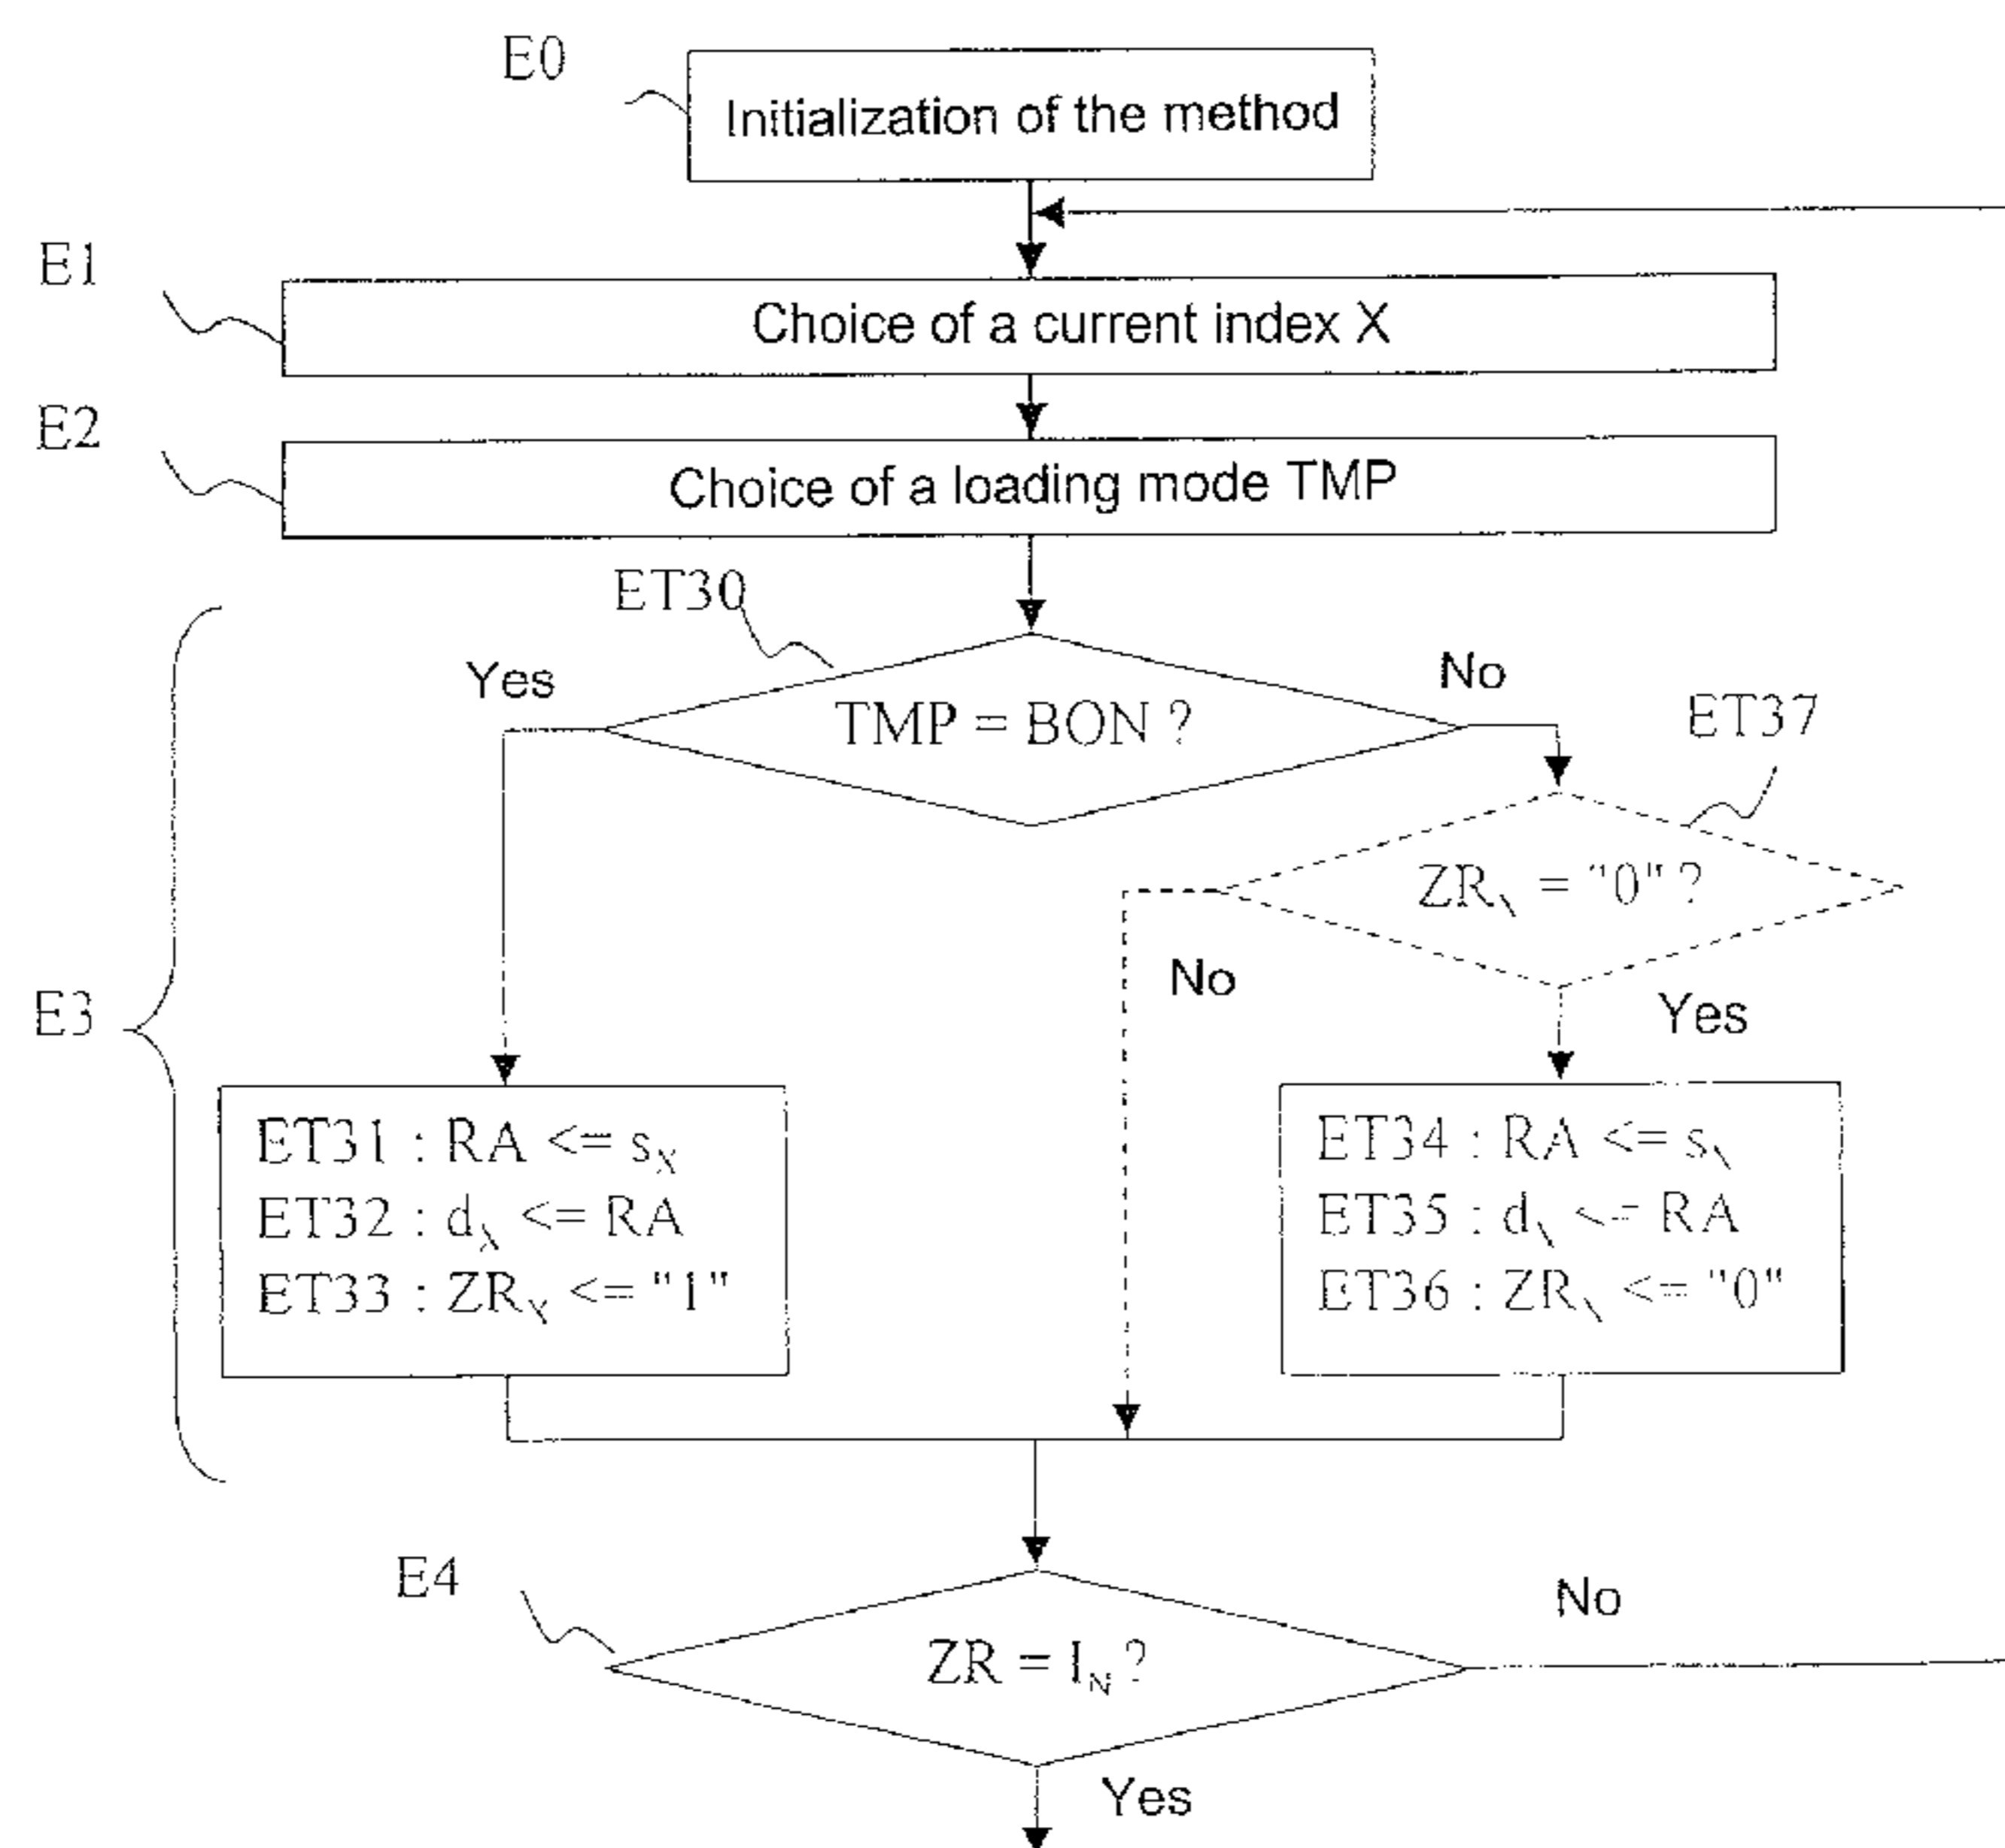 E0
Initialization of the method
E1
Choice of a current index X
E2
Choice of a loading mode TMP
ET30
Yes
TMP = BON ?
No
ET37
ZRX = "0" ?
No
Yes
E3
ET31 : RA <= sX
ET32 : dX <= RA
ET33 : ZRX <= "1"
ET34 : RA <= sX
ET35 : dX <= RA
ET36 : ZRX <= "0"
E4
ZR = IN ?
No
Yes